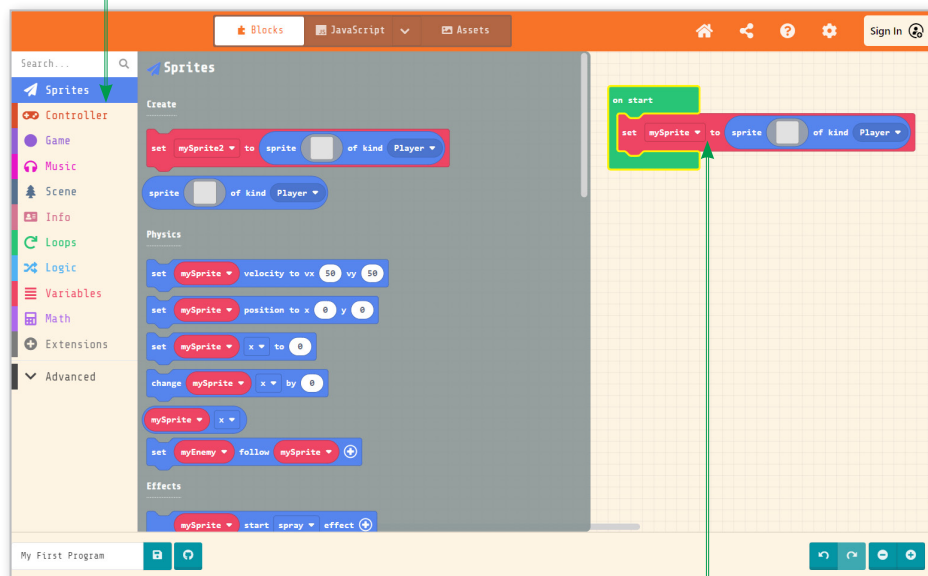 Blocks JavaScript Assets Sign In
Search...
Sprites
Controller
Game
Music
Scene
Info
Loops
Logic
Variables
Math
Extensions
Advanced
Sprites
Create
set mySprite2 to sprite of kind Player
sprite of kind Player
Physics
set mySprite velocity to vx 50 vy 50
set mySprite position to x 0 y 0
set mySprite x to 0
change mySprite x by 0
mySprite x
set myEnemy follow mySprite
Effects
mySprite start spray effect
on start
set mySprite to sprite of kind Player
My First Program